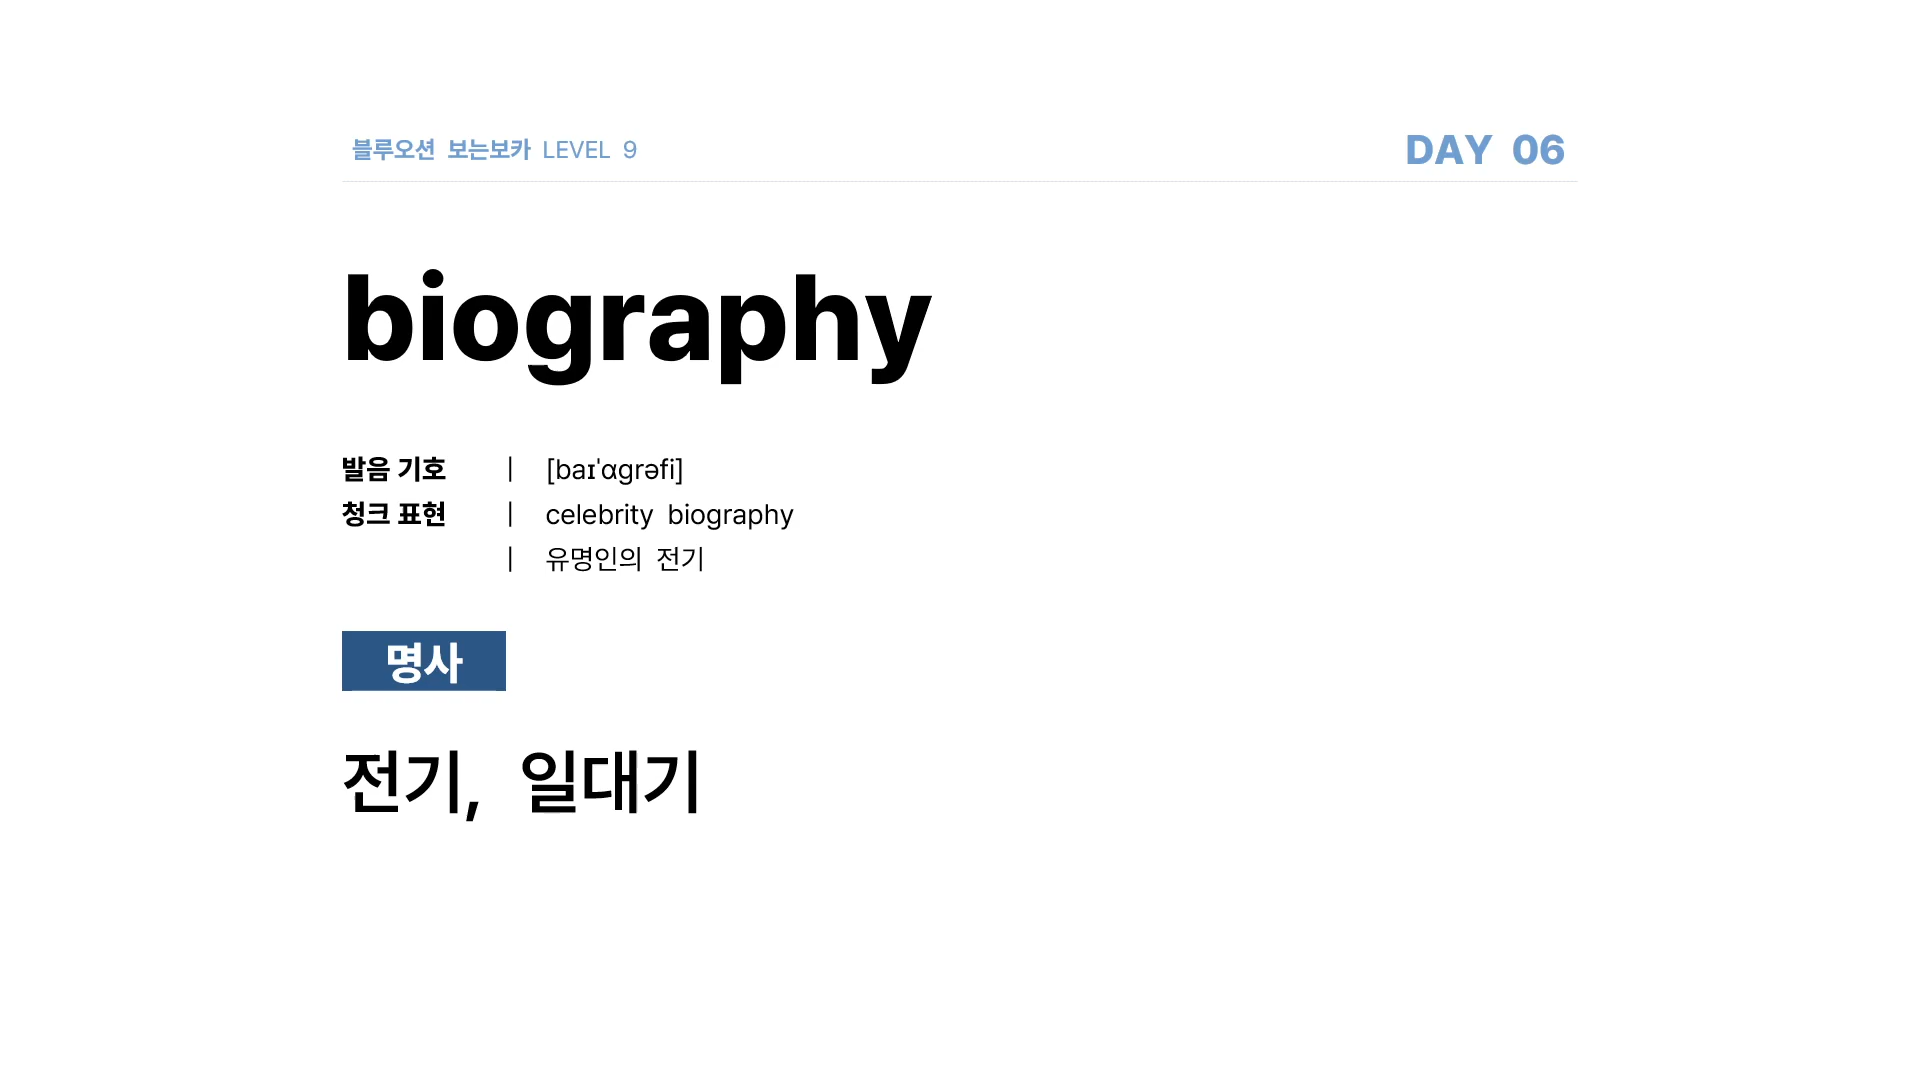 블루오션 보는보카 LEVEL 9
DAY 06
biography
발음 기호 | [baɪˈɑgrəfi]
청크 표현 | celebrity biography
| 유명인의 전기
명사
전기, 일대기